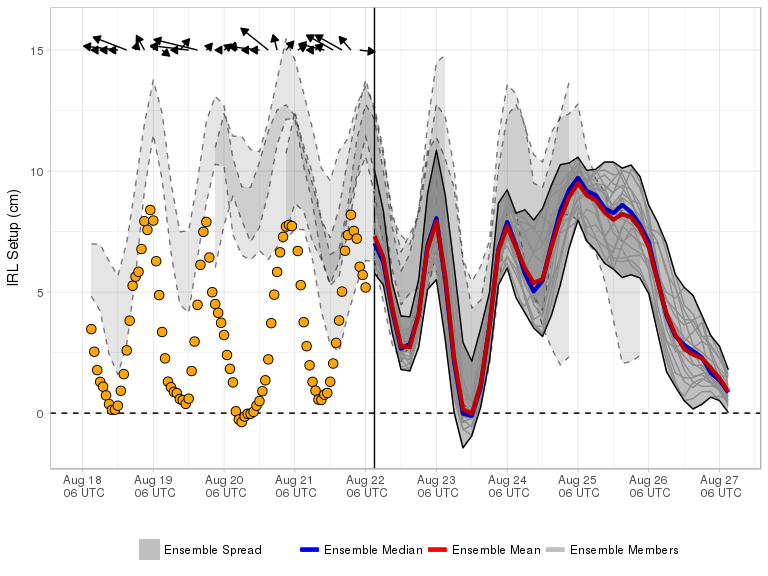 IRL Setup (cm)
15
10
5
0
Aug 18 Aug 19 Aug 20 Aug 21 Aug 22 Aug 23 Aug 24 Aug 25 Aug 26 Aug 27
06 UTC 06 UTC 06 UTC 06 UTC 06 UTC 06 UTC 06 UTC 06 UTC 06 UTC 06 UTC
Ensemble Spread Ensemble Median Ensemble Mean Ensemble Members